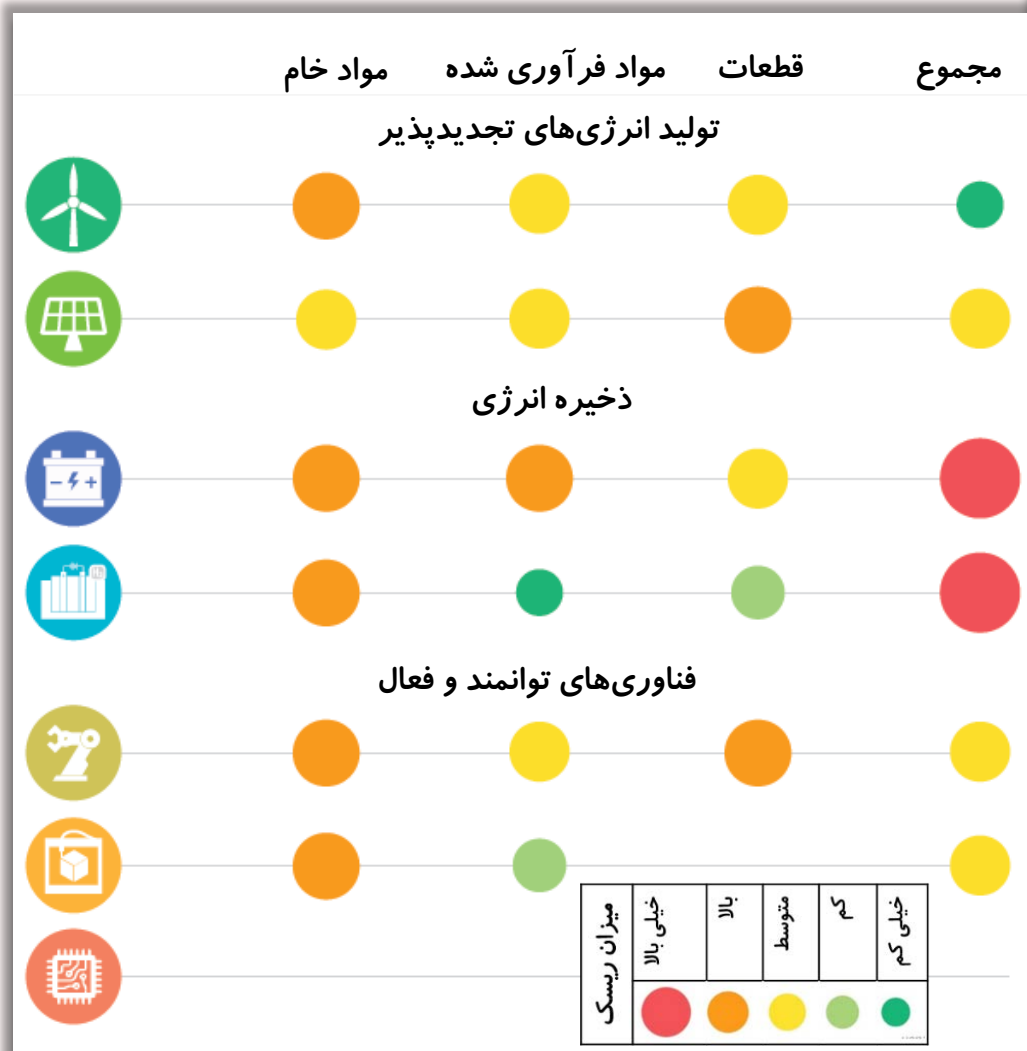 مواد خام مواد فرآوری شده قطعات مجموع
تولید انرژی‌های تجدیدپذیر
ذخیره انرژی
فناوری‌های توانمند و فعال
میزان ریسک
خیلی بالا
بالا
متوسط
کم
خیلی کم